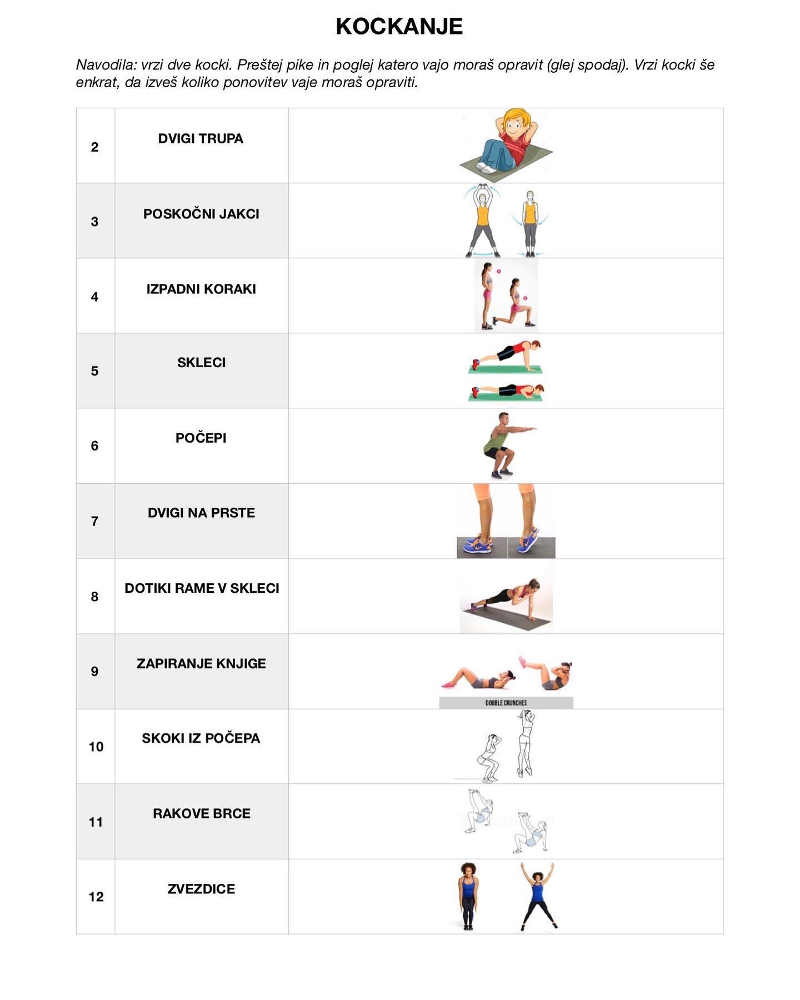 KOCKANJE
Navodila: vrzi dve kocki. Preštej pike in poglej katero vajo moraš opravit (glej spodaj). Vrzi kocki še
enkrat, da izveš koliko ponovitev vaje moraš opraviti.
2 DVIGI TRUPA
3 POSKOČNI JAKCI
4 IZPADNI KORAKI
5 SKLECI
6 POČEPI
7 DVIGI NA PRSTE
8 DOTIKI RAME V SKLECI
9 ZAPIRANJE KNJIGE
DOUBLE CRUNCHES
10 SKOKI IZ POČEPA
11 RAKOVE BRCE
12 ZVEZDICE